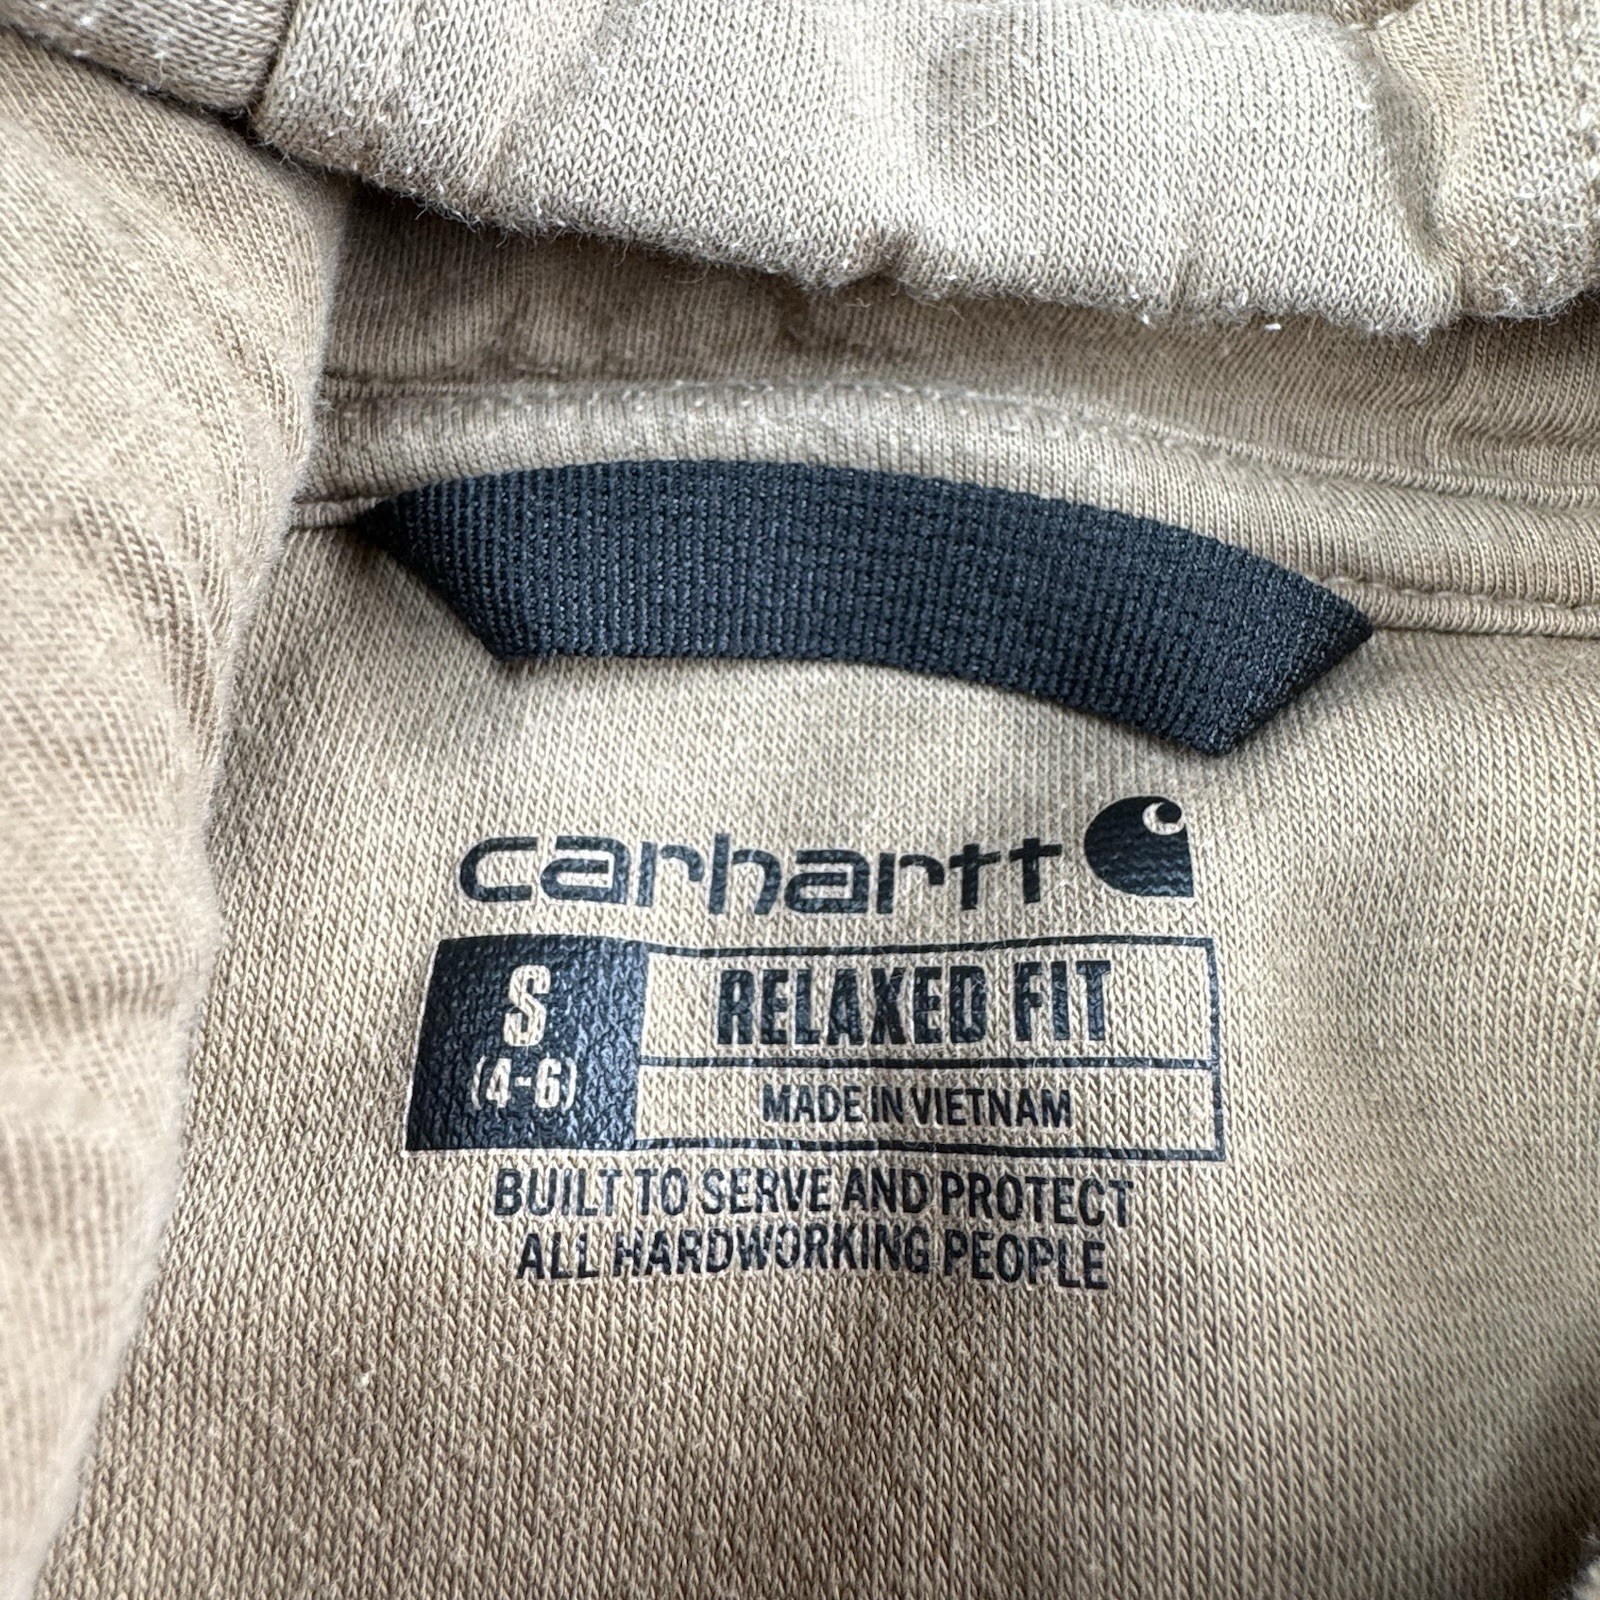 carhartt
S
(4-6)
RELAXED FIT
MADE IN VIETNAM
BUILT TO SERVE AND PROTECT
ALL HARDWORKING PEOPLE